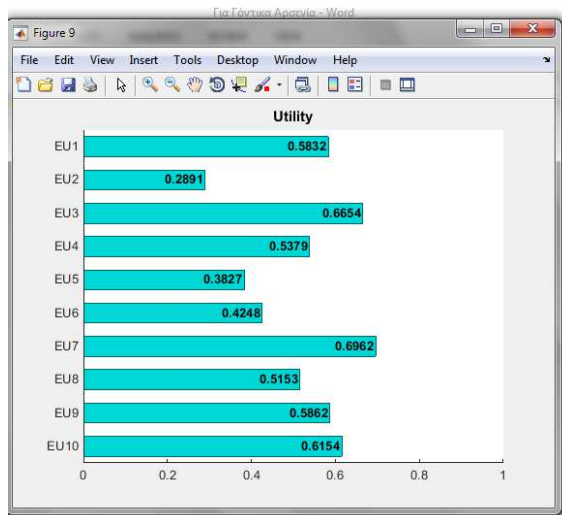 Για Γόντικα Αρσενία - Word
Figure 9
File Edit View Insert Tools Desktop Window Help
Utility
EU1 0.5832
EU2 0.2891
EU3 0.6654
EU4 0.5379
EU5 0.3827
EU6 0.4248
EU7 0.6962
EU8 0.5153
EU9 0.5862
EU10 0.6154
0 0.2 0.4 0.6 0.8 1